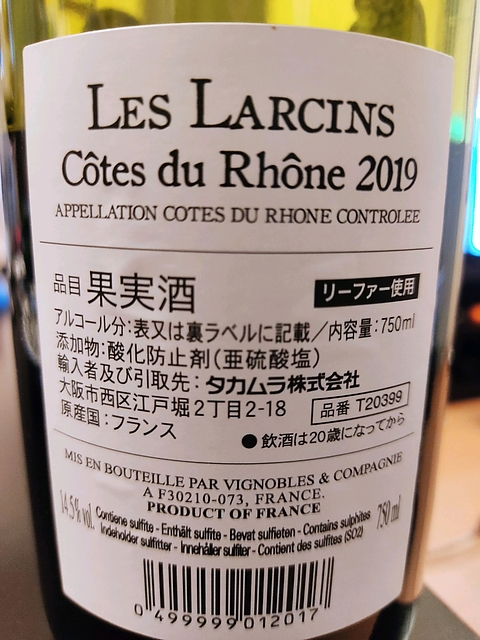 LES LARCINS
Côtes du Rhône 2019
APPELLATION COTES DU RHONE CONTROLEE
品目 果実酒 リーファー使用
アルコール分:表又は裏ラベルに記載/内容量:750ml
添加物:酸化防止剤(亜硫酸塩)
輸入者及び引取先:タカムラ株式会社
大阪市西区江戸堀2丁目2-18 品番 T20399
原産国:フランス ●飲酒は20歳になってから
MIS EN BOUTEILLE PAR VIGNOBLES & COMPAGNIE
A F30210-073, FRANCE.
PRODUCT OF FRANCE
14.5% vol. Contiene sulfite - Enthält sulfite - Bevat sulfieten - Contains sulphites 750 ml
Indeholder sulfitter - Innehåller sulfiter - Contient des sulfites (SO2)
0 499999 012017